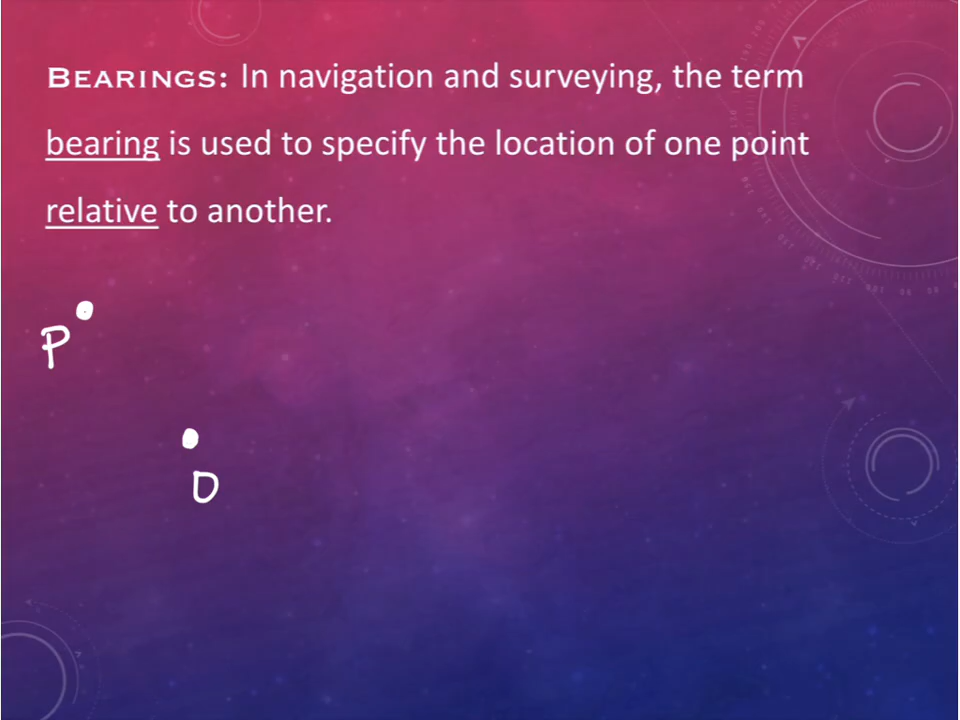 BEARINGS: In navigation and surveying, the term
bearing is used to specify the location of one point
relative to another.
P
O